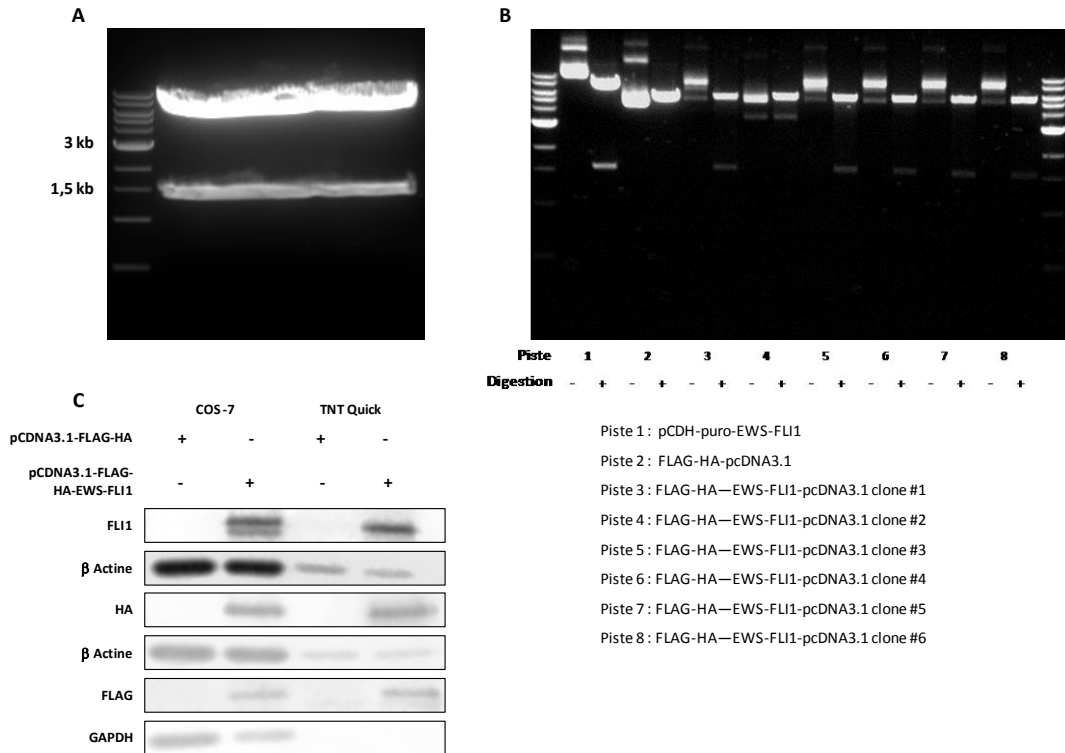 A
3 kb
1,5 kb
B
Piste 1 2 3 4 5 6 7 8
Digestion - + - + - + - + - + - + - + - +
Piste 1 : pCDH-puro-EWS-FLI1
Piste 2 : FLAG-HA-pcDNA3.1
Piste 3 : FLAG-HA—EWS-FLI1-pcDNA3.1 clone #1
Piste 4 : FLAG-HA—EWS-FLI1-pcDNA3.1 clone #2
Piste 5 : FLAG-HA—EWS-FLI1-pcDNA3.1 clone #3
Piste 6 : FLAG-HA—EWS-FLI1-pcDNA3.1 clone #4
Piste 7 : FLAG-HA—EWS-FLI1-pcDNA3.1 clone #5
Piste 8 : FLAG-HA—EWS-FLI1-pcDNA3.1 clone #6
C
COS -7 TNT Quick
pCDNA3.1-FLAG-HA + - + -
pCDNA3.1-FLAG-
HA-EWS-FLI1 - + - +
FLI1
β Actine
HA
β Actine
FLAG
GAPDH